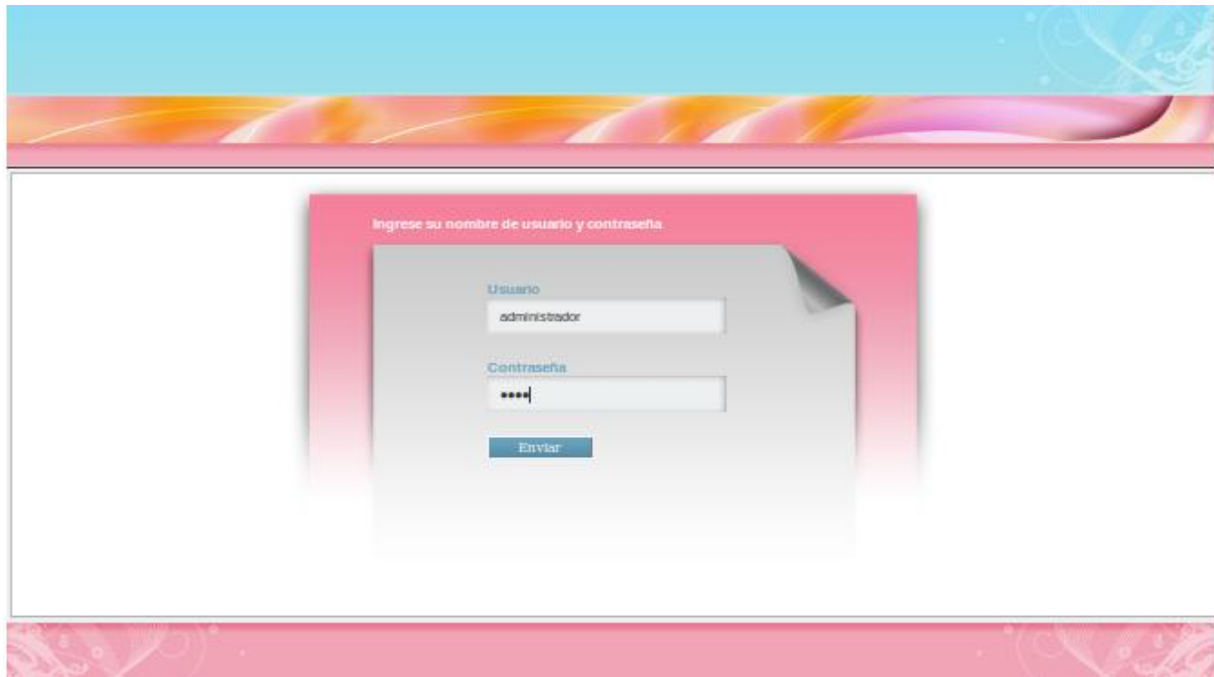 Ingrese su nombre de usuario y contraseña
Usuario
administrador
Contraseña
••••
Enviar